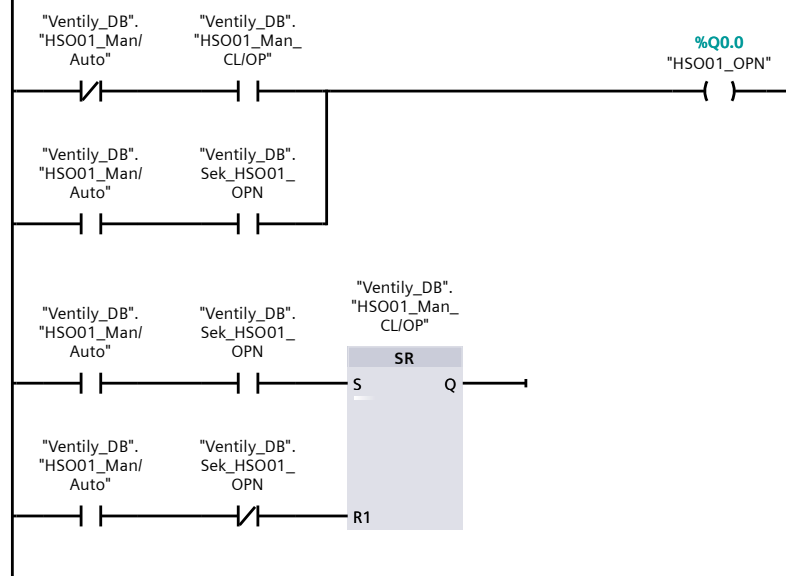 "Ventily_DB".
"HSO01_Man/
Auto"
"Ventily_DB".
"HSO01_Man_
CL/OP"
%Q0.0
"HSO01_OPN"
"Ventily_DB".
"HSO01_Man/
Auto"
"Ventily_DB".
Sek_HSO01_
OPN
"Ventily_DB".
"HSO01_Man/
Auto"
"Ventily_DB".
Sek_HSO01_
OPN
"Ventily_DB".
"HSO01_Man_
CL/OP"
SR
S
Q
"Ventily_DB".
"HSO01_Man/
Auto"
"Ventily_DB".
Sek_HSO01_
OPN
R1